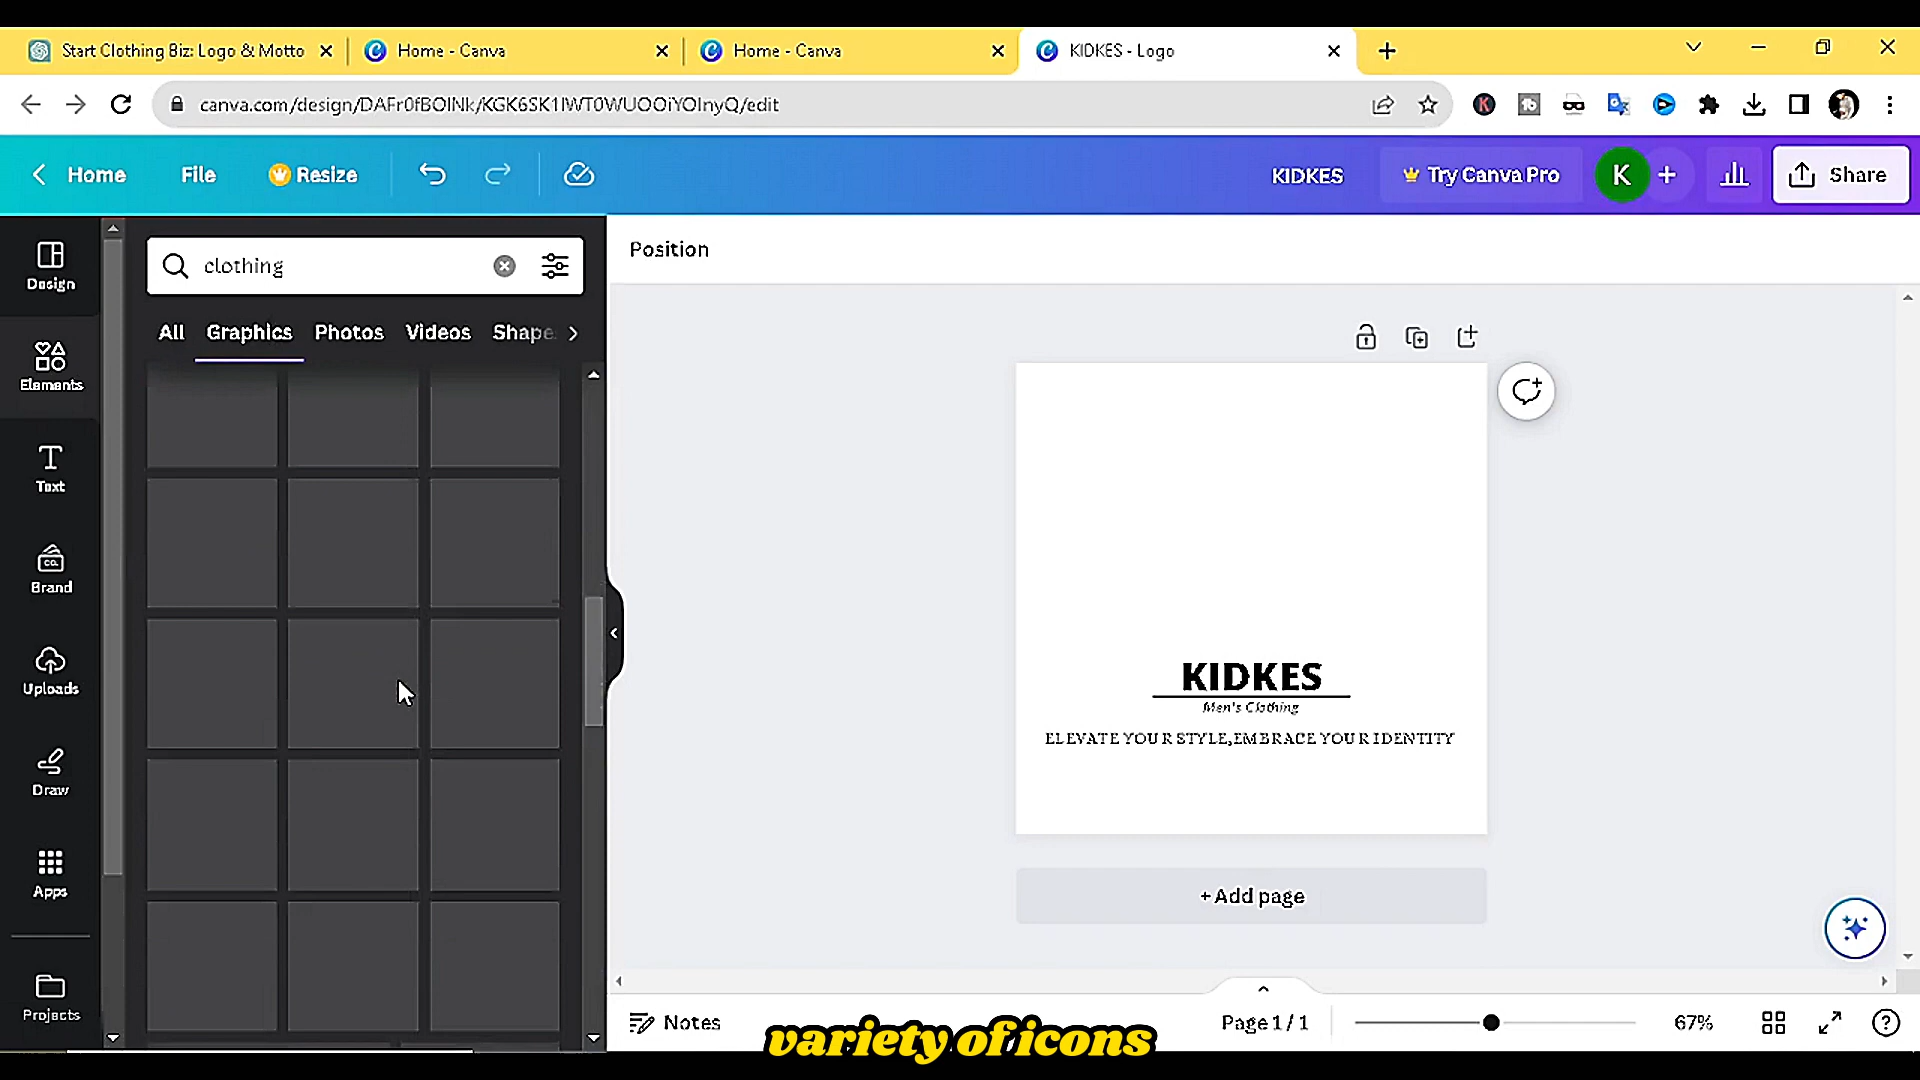 Start Clothing Biz: Logo & Motto
Home - Canva
Home - Canva
KIDKES - Logo
canva.com/design/DAFr0fBOINk/KGK6SK1IWT0WUOOiYOInyQ/edit
Home
File
Resize
KIDKES
Try Canva Pro
K
Share
Design
Elements
Text
Brand
Uploads
Draw
Apps
Projects
clothing
All
Graphics
Photos
Videos
Shape
Position
KIDKES
Men's Clothing
ELEVATE YOUR STYLE,EMBRACE YOUR IDENTITY
+ Add page
Notes
Page 1 / 1
67%
variety of icons